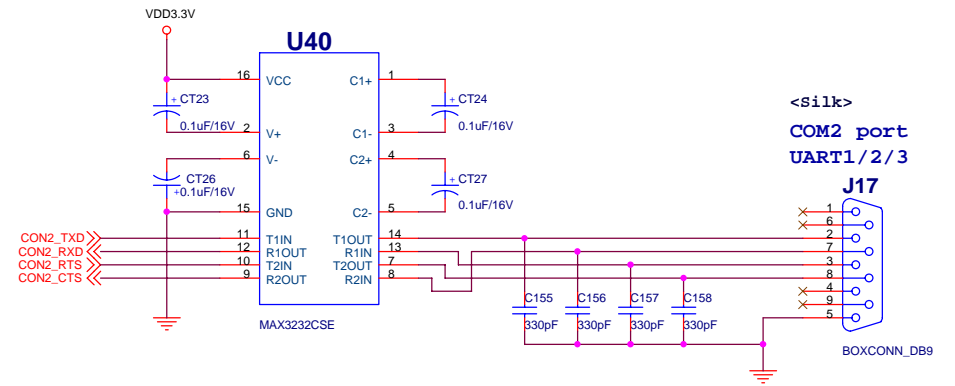 VDD3.3V
U40
16 VCC C1+ 1
+ CT23
0.1uF/16V
+ CT24
0.1uF/16V
2 V+ C1- 3
6 V- C2+ 4
CT26
+0.1uF/16V
+ CT27
0.1uF/16V
15 GND C2- 5
CON2_TXD 11 T1IN T1OUT 14
CON2_RXD 12 R1OUT R1IN 13
CON2_RTS 10 T2IN T2OUT 7
CON2_CTS 9 R2OUT R2IN 8
MAX3232CSE
C155 C156 C157 C158
330pF 330pF 330pF 330pF
<Silk>
COM2 port
UART1/2/3
J17
1
6
2
7
3
8
4
9
5
BOXCONN_DB9